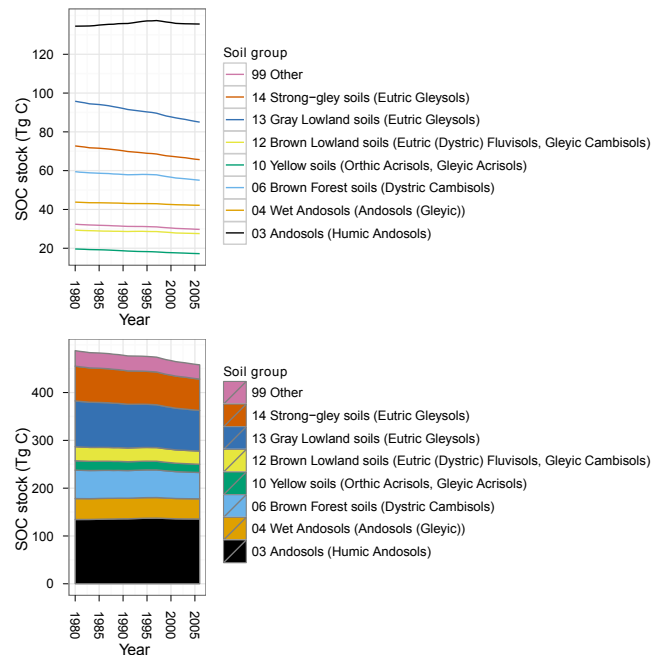 SOC stock (Tg C)
120
100
80
60
40
20
1980
1985
1990
1995
2000
2005
Year
Soil group
99 Other
14 Strong−gley soils (Eutric Gleysols)
13 Gray Lowland soils (Eutric Gleysols)
12 Brown Lowland soils (Eutric (Dystric) Fluvisols, Gleyic Cambisols)
10 Yellow soils (Orthic Acrisols, Gleyic Acrisols)
06 Brown Forest soils (Dystric Cambisols)
04 Wet Andosols (Andosols (Gleyic))
03 Andosols (Humic Andosols)
SOC stock (Tg C)
400
300
200
100
0
1980
1985
1990
1995
2000
2005
Year
Soil group
99 Other
14 Strong−gley soils (Eutric Gleysols)
13 Gray Lowland soils (Eutric Gleysols)
12 Brown Lowland soils (Eutric (Dystric) Fluvisols, Gleyic Cambisols)
10 Yellow soils (Orthic Acrisols, Gleyic Acrisols)
06 Brown Forest soils (Dystric Cambisols)
04 Wet Andosols (Andosols (Gleyic))
03 Andosols (Humic Andosols)